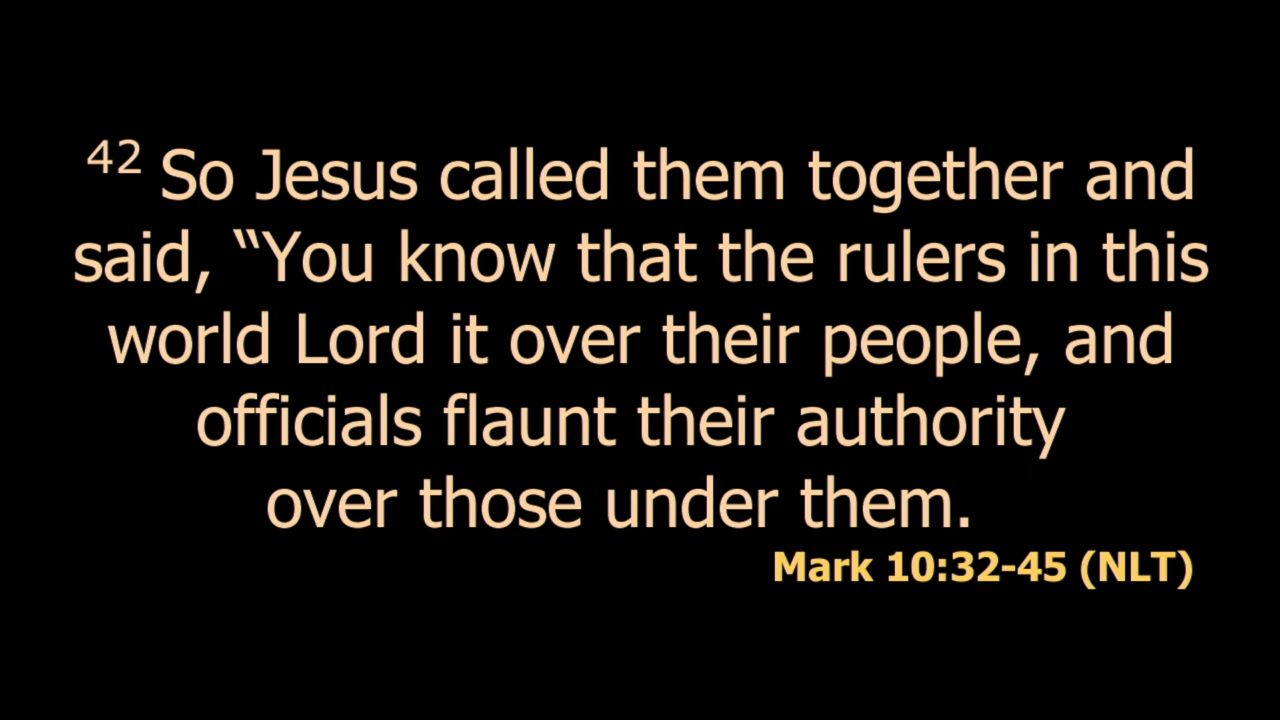 42 So Jesus called them together and
said, “You know that the rulers in this
world Lord it over their people, and
officials flaunt their authority
over those under them.
Mark 10:32-45 (NLT)